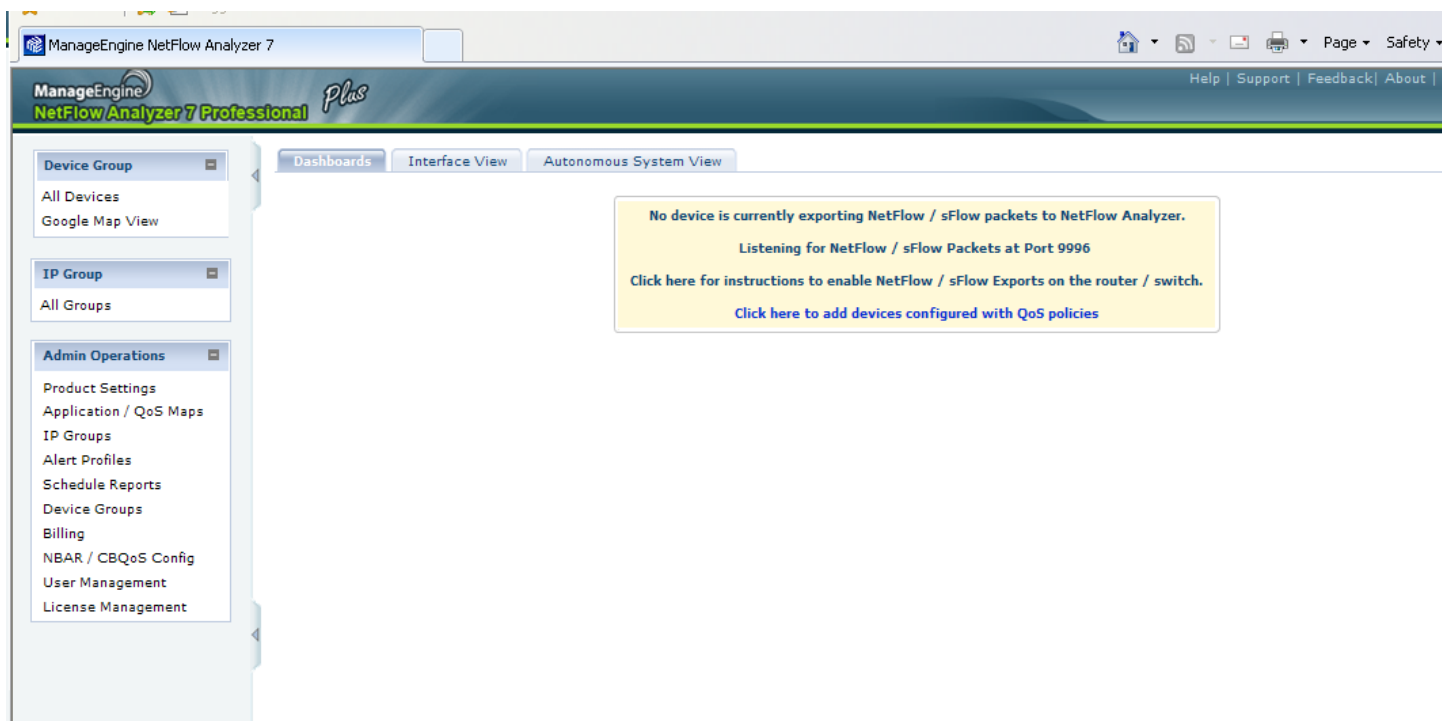 ManageEngine NetFlow Analyzer 7
Page
Safety
ManageEngine
NetFlow Analyzer 7 Professional Plus
Help | Support | Feedback| About |
Device Group
All Devices
Google Map View
IP Group
All Groups
Admin Operations
Product Settings
Application / QoS Maps
IP Groups
Alert Profiles
Schedule Reports
Device Groups
Billing
NBAR / CBQoS Config
User Management
License Management
Dashboards
Interface View
Autonomous System View
No device is currently exporting NetFlow / sFlow packets to NetFlow Analyzer.
Listening for NetFlow / sFlow Packets at Port 9996
Click here for instructions to enable NetFlow / sFlow Exports on the router / switch.
Click here to add devices configured with QoS policies